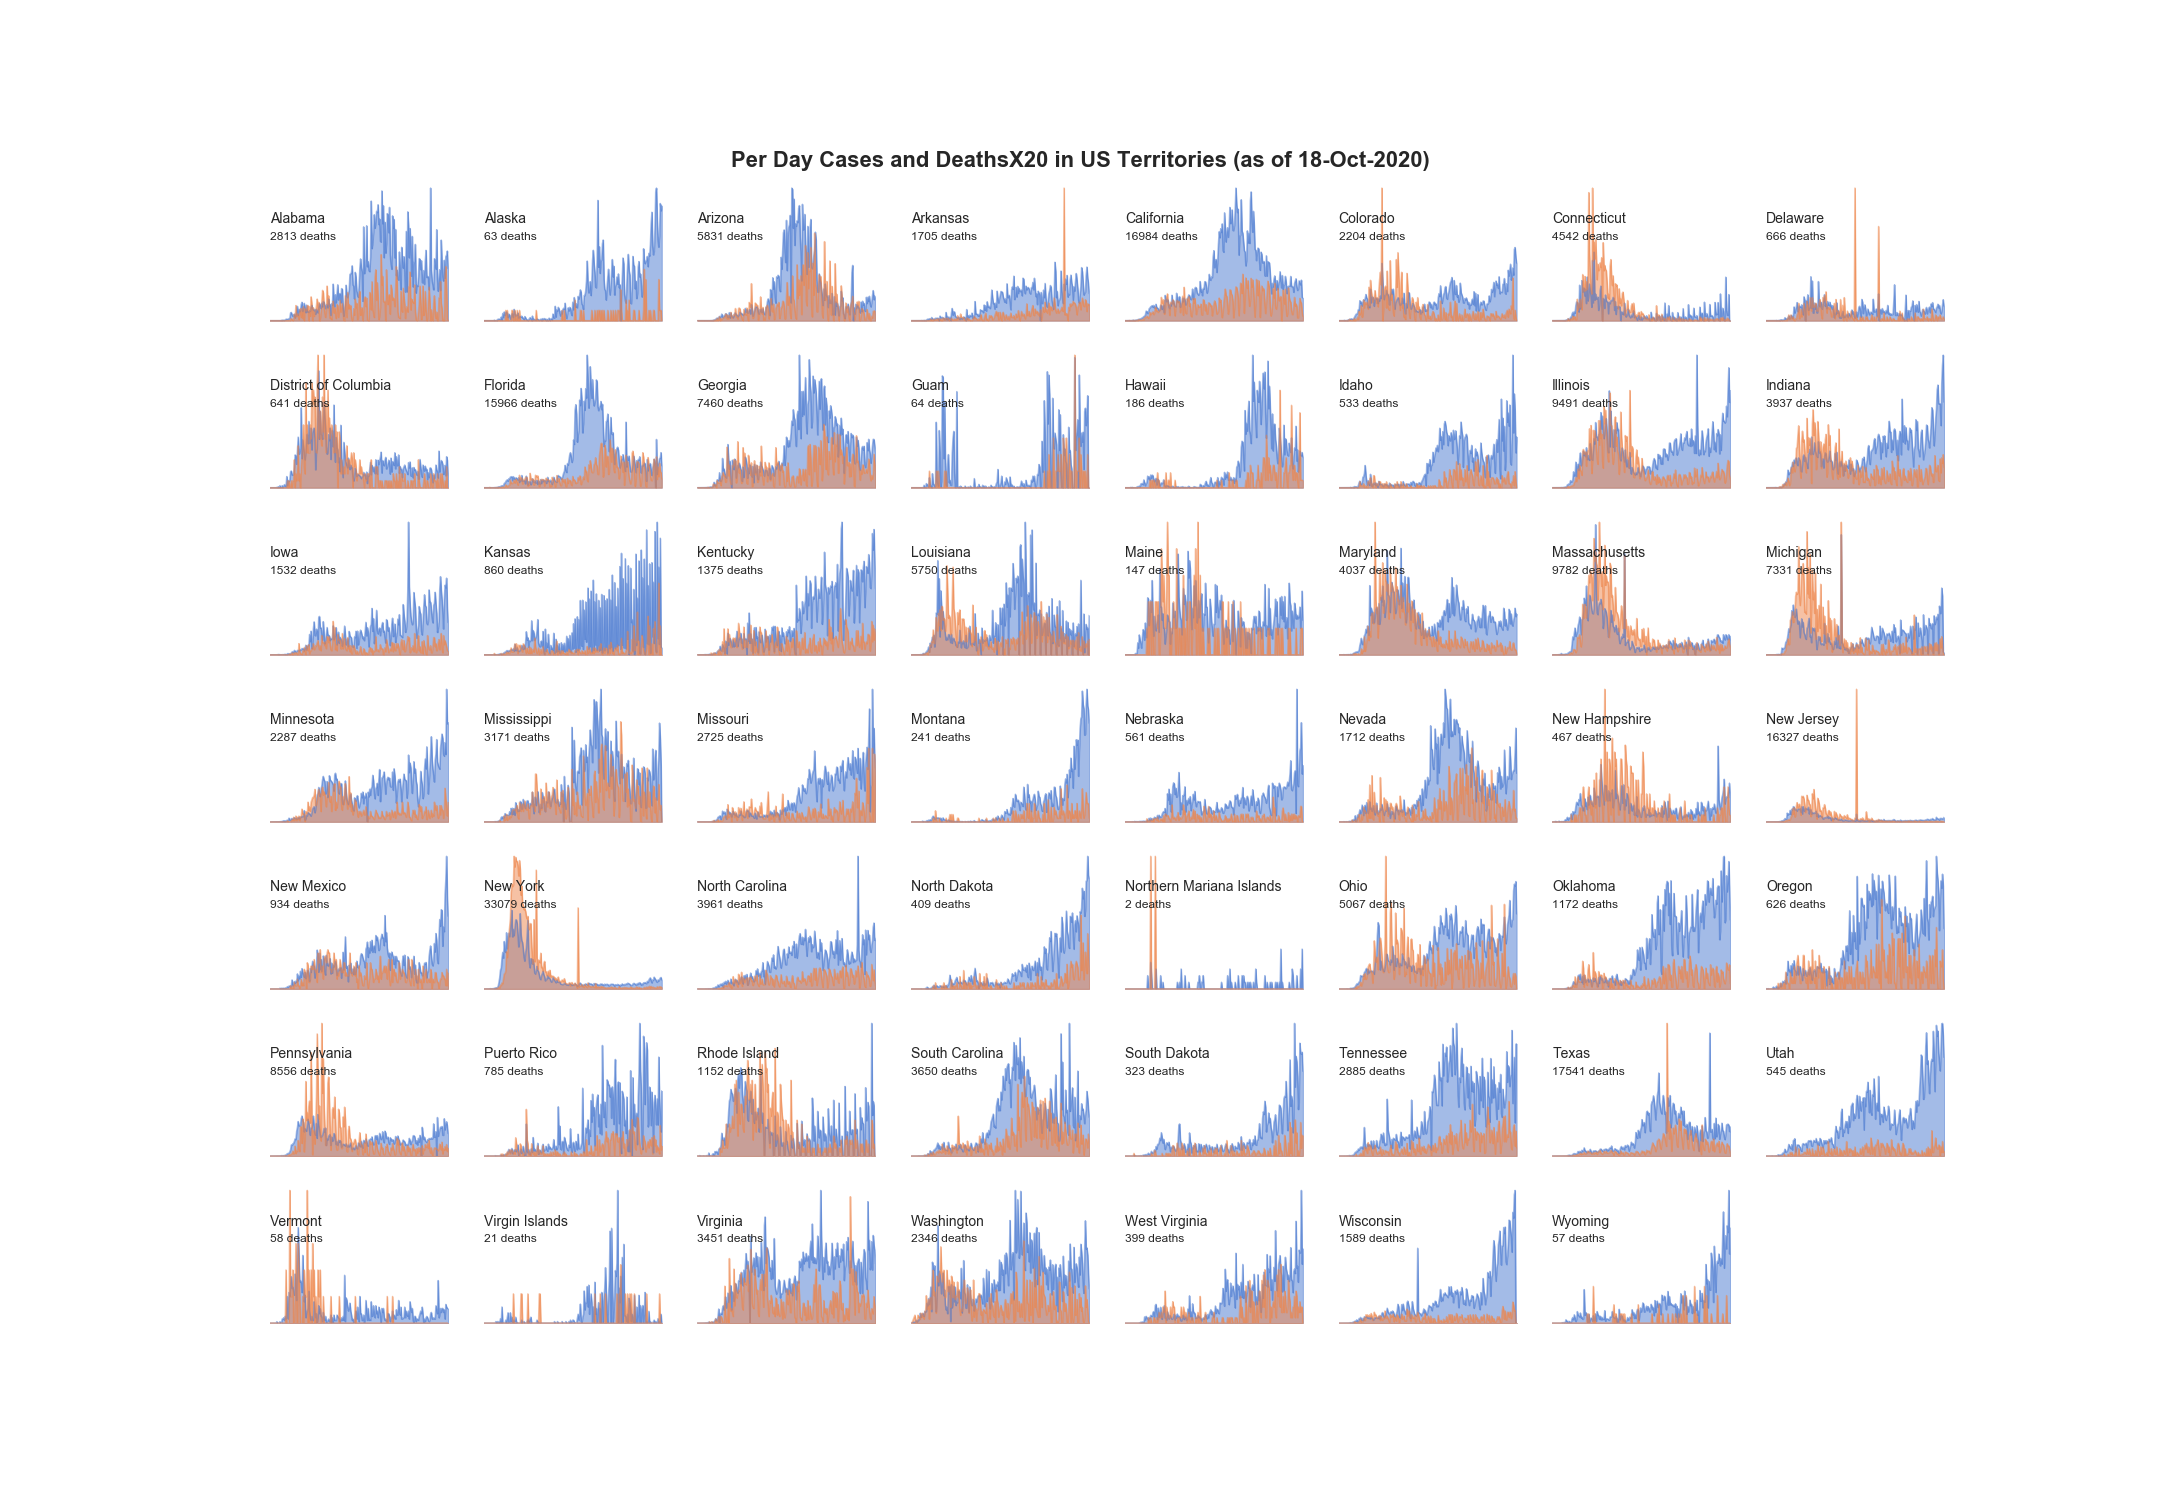 Per Day Cases and DeathsX20 in US Territories (as of 18-Oct-2020)
Alabama
2813 deaths
Alaska
63 deaths
Arizona
5831 deaths
Arkansas
1705 deaths
California
16984 deaths
Colorado
2204 deaths
Connecticut
4542 deaths
Delaware
666 deaths
District of Columbia
641 deaths
Florida
15966 deaths
Georgia
7460 deaths
Guam
64 deaths
Hawaii
186 deaths
Idaho
533 deaths
Illinois
9491 deaths
Indiana
3937 deaths
Iowa
1532 deaths
Kansas
860 deaths
Kentucky
1375 deaths
Louisiana
5750 deaths
Maine
147 deaths
Maryland
4037 deaths
Massachusetts
9782 deaths
Michigan
7331 deaths
Minnesota
2287 deaths
Mississippi
3171 deaths
Missouri
2725 deaths
Montana
241 deaths
Nebraska
561 deaths
Nevada
1712 deaths
New Hampshire
467 deaths
New Jersey
16327 deaths
New Mexico
934 deaths
New York
33079 deaths
North Carolina
3961 deaths
North Dakota
409 deaths
Northern Mariana Islands
2 deaths
Ohio
5067 deaths
Oklahoma
1172 deaths
Oregon
626 deaths
Pennsylvania
8556 deaths
Puerto Rico
785 deaths
Rhode Island
1152 deaths
South Carolina
3650 deaths
South Dakota
323 deaths
Tennessee
2885 deaths
Texas
17541 deaths
Utah
545 deaths
Vermont
58 deaths
Virgin Islands
21 deaths
Virginia
3451 deaths
Washington
2346 deaths
West Virginia
399 deaths
Wisconsin
1589 deaths
Wyoming
57 deaths